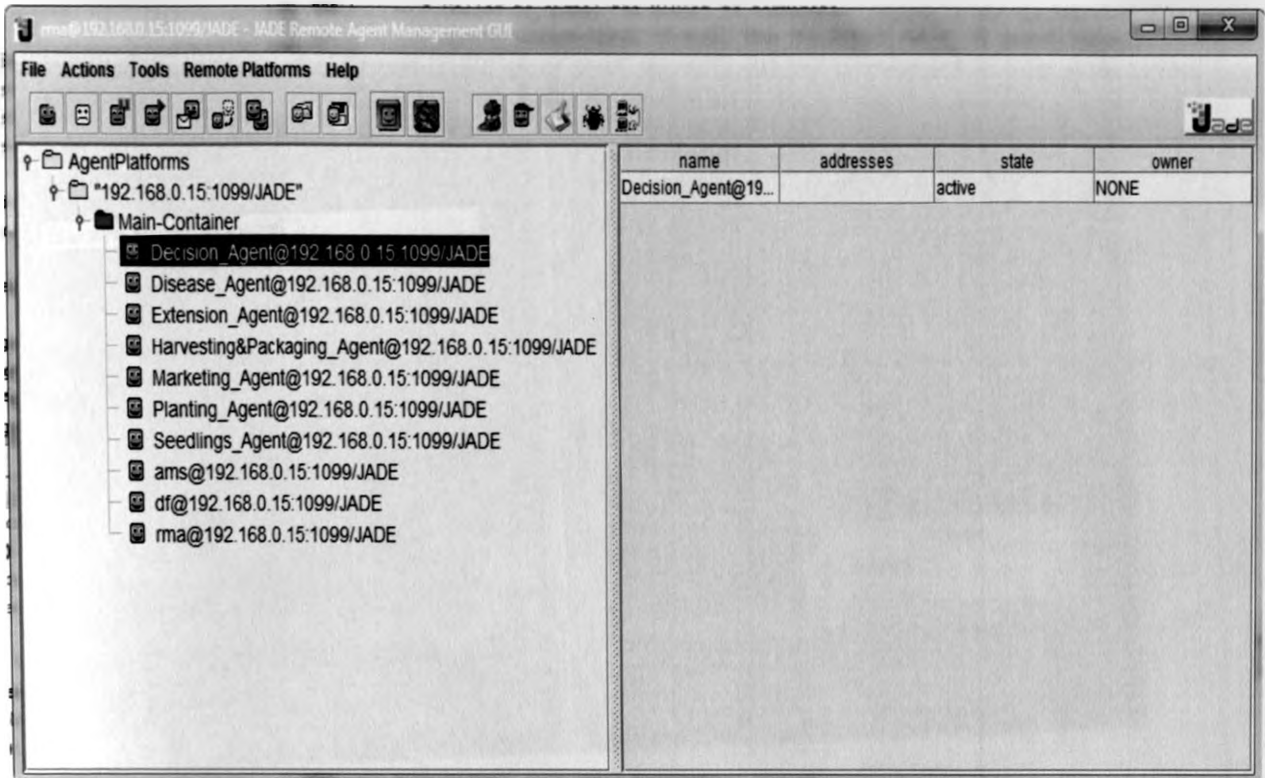 rma@192.168.0.15:1099/JADE - JADE Remote Agent Management GUI
File Actions Tools Remote Platforms Help
Jade
AgentPlatforms
"192.168.0.15:1099/JADE"
Main-Container
Decision_Agent@192.168.0.15:1099/JADE
Disease_Agent@192.168.0.15:1099/JADE
Extension_Agent@192.168.0.15:1099/JADE
Harvesting&Packaging_Agent@192.168.0.15:1099/JADE
Marketing_Agent@192.168.0.15:1099/JADE
Planting_Agent@192.168.0.15:1099/JADE
Seedlings_Agent@192.168.0.15:1099/JADE
ams@192.168.0.15:1099/JADE
df@192.168.0.15:1099/JADE
rma@192.168.0.15:1099/JADE
name addresses state owner
Decision_Agent@19... active NONE